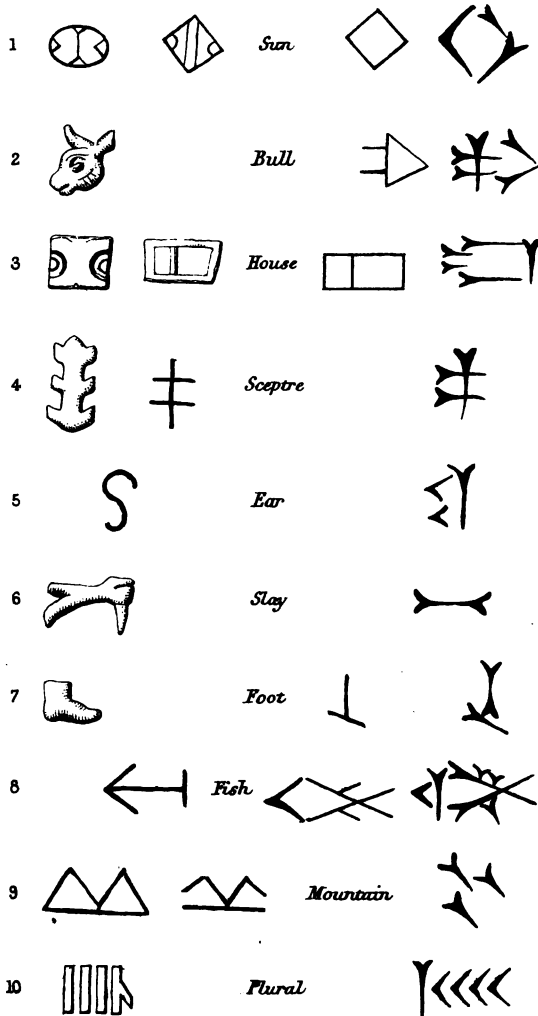 1 Sun
2 Bull
3 House
4 Sceptre
5 Ear
6 Slay
7 Foot
8 Fish
9 Mountain
10 Plural